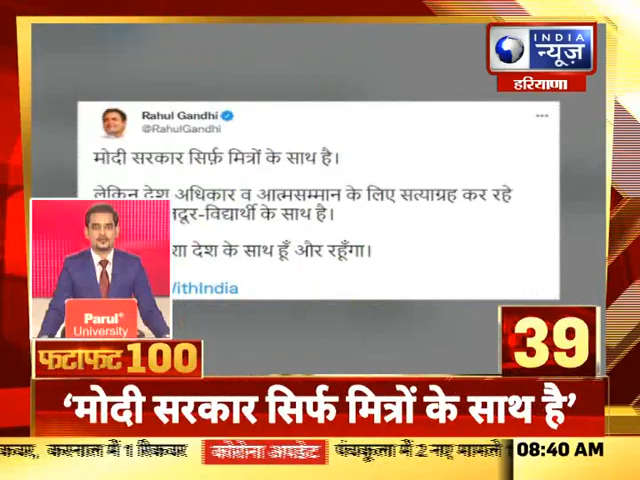 INDIA
न्यूज़
हरियाणा
Rahul Gandhi
@RahulGandhi
मोदी सरकार सिर्फ़ मित्रों के साथ है।
लेकिन देश अधिकार व आत्मसम्मान के लिए सत्याग्रह कर रहे
दूर-विद्यार्थी के साथ है।
देश के साथ हूँ और रहूँगा।
WithIndia
Parul®
University
फटाफट 100
39
‘मोदी सरकार सिर्फ मित्रों के साथ है’
कोरोना अपडेट पंचकूला में 2 नए मामले
08:40 AM